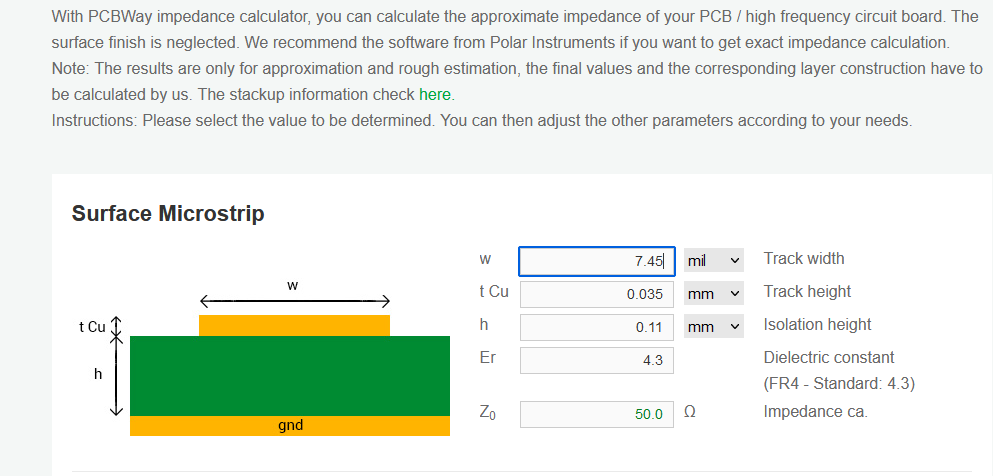 With PCBWay impedance calculator, you can calculate the approximate impedance of your PCB / high frequency circuit board. The
surface finish is neglected. We recommend the software from Polar Instruments if you want to get exact impedance calculation.
Note: The results are only for approximation and rough estimation, the final values and the corresponding layer construction have to
be calculated by us. The stackup information check here.
Instructions: Please select the value to be determined. You can then adjust the other parameters according to your needs.
Surface Microstrip
w
t Cu
h
gnd
w 7.45 mil Track width
t Cu 0.035 mm Track height
h 0.11 mm Isolation height
Er 4.3 Dielectric constant
(FR4 - Standard: 4.3)
Z0 50.0 Ω Impedance ca.